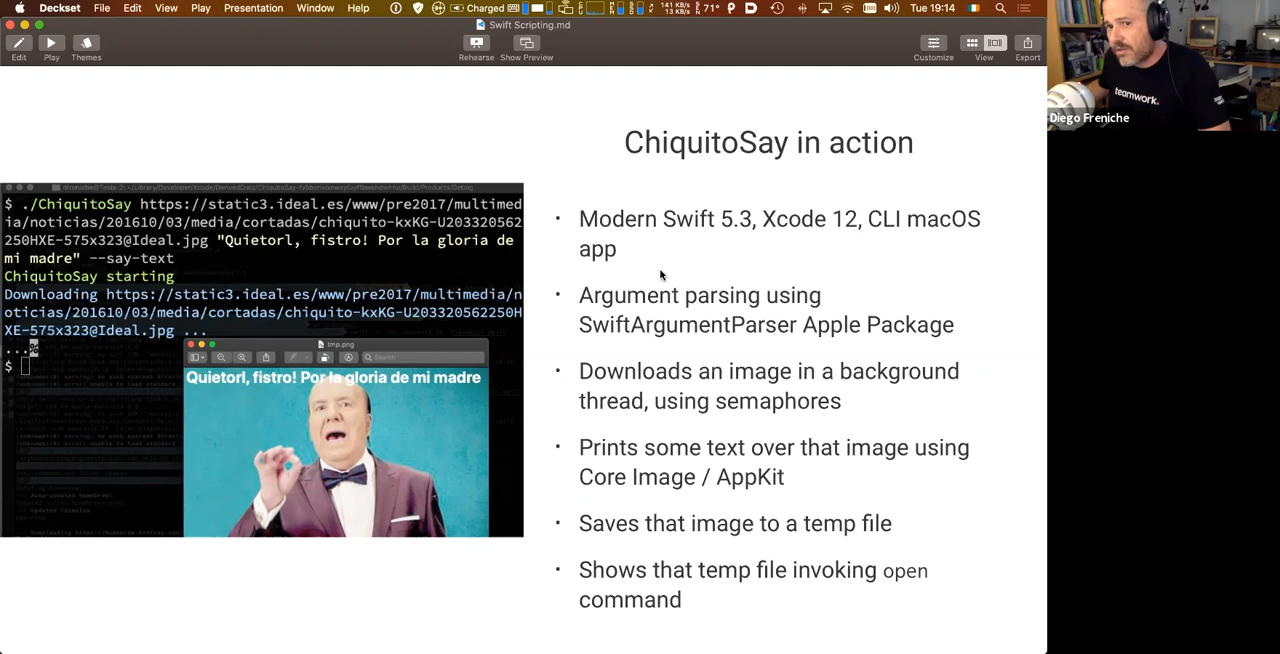 Deckset File Edit View Play Presentation Window Help Charged 141 KB/s 13 KB/s 71° Tue 19:14
Swift Scripting.md
Edit Play Themes Rehearse Show Preview Customize View Export
teamwork.
Diego Freniche
ChiquitoSay in action
$ ./ChiquitoSay https://static3.ideal.es/www/pre2017/multimed
ia/noticias/201610/03/media/cortadas/chiquito-kxKG-U203320562
250HXE-575x323@Ideal.jpg "Quietorl, fistro! Por la gloria de
mi madre" --say-text
ChiquitoSay starting
Downloading https://static3.ideal.es/www/pre2017/multimedia/n
oticias/201610/03/media/cortadas/chiquito-kxKG-U203320562250H
XE-575x323@Ideal.jpg ...
...%
$
tmp.png
Search
Quietorl, fistro! Por la gloria de mi madre
• Modern Swift 5.3, Xcode 12, CLI macOS
app
• Argument parsing using
SwiftArgumentParser Apple Package
• Downloads an image in a background
thread, using semaphores
• Prints some text over that image using
Core Image / AppKit
• Saves that image to a temp file
• Shows that temp file invoking open
command